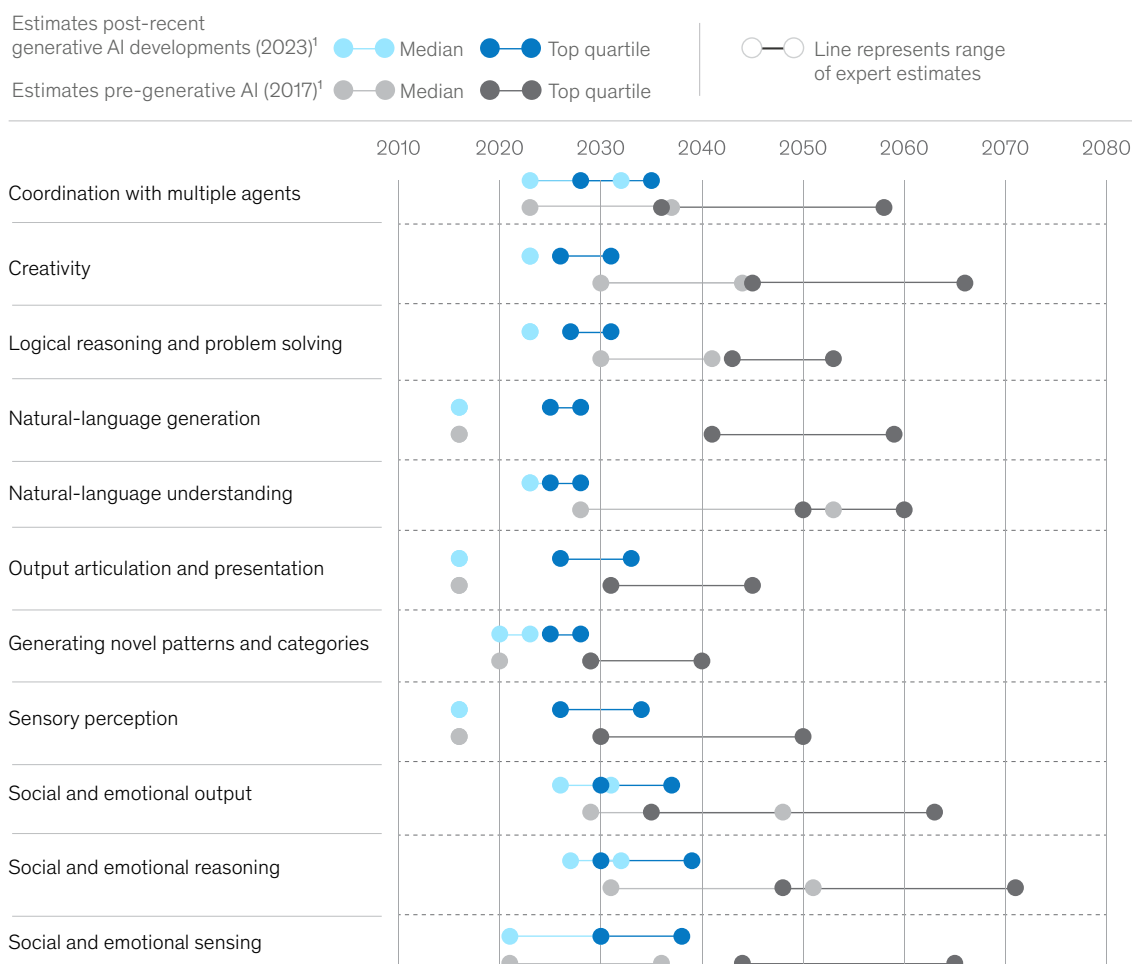 Estimates post-recent
generative AI developments (2023)¹ Median Top quartile
Line represents range
of expert estimates
Estimates pre-generative AI (2017)¹ Median Top quartile
2010 2020 2030 2040 2050 2060 2070 2080
Coordination with multiple agents
Creativity
Logical reasoning and problem solving
Natural-language generation
Natural-language understanding
Output articulation and presentation
Generating novel patterns and categories
Sensory perception
Social and emotional output
Social and emotional reasoning
Social and emotional sensing